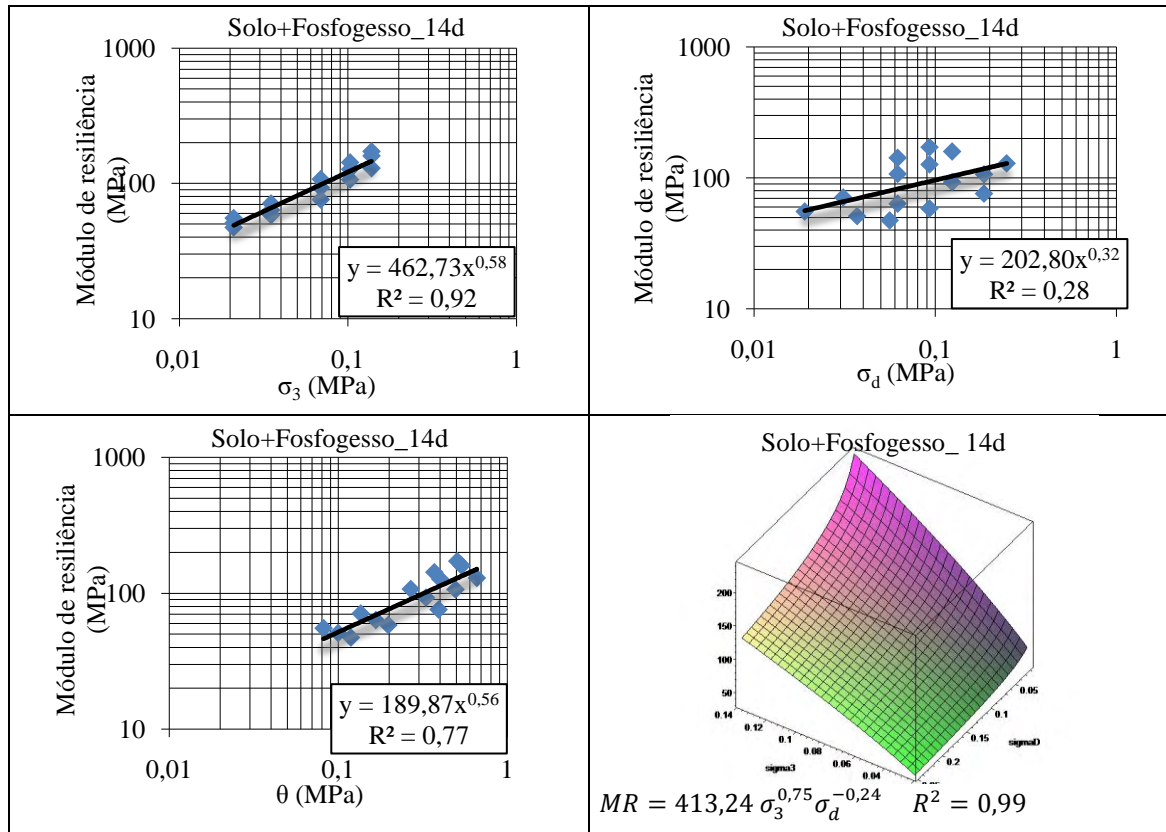 Solo+Fosfogesso_14d
Módulo de resiliência
(MPa)
1000
100
10
0,01
0,1
1
σ3 (MPa)
y = 462,73x^0,58
R² = 0,92
Solo+Fosfogesso_14d
Módulo de resiliência
(MPa)
1000
100
10
0,01
0,1
1
σd (MPa)
y = 202,80x^0,32
R² = 0,28
Solo+Fosfogesso_14d
Módulo de resiliência
(MPa)
1000
100
10
0,01
0,1
1
θ (MPa)
y = 189,87x^0,56
R² = 0,77
Solo+Fosfogesso_ 14d
200
150
100
50
0.14
0.12
0.1
0.08
0.06
0.04
sigma3
0.05
0.1
0.15
0.2
sigmaD
MR = 413,24 σ3^0,75 σd^−0,24 R² = 0,99